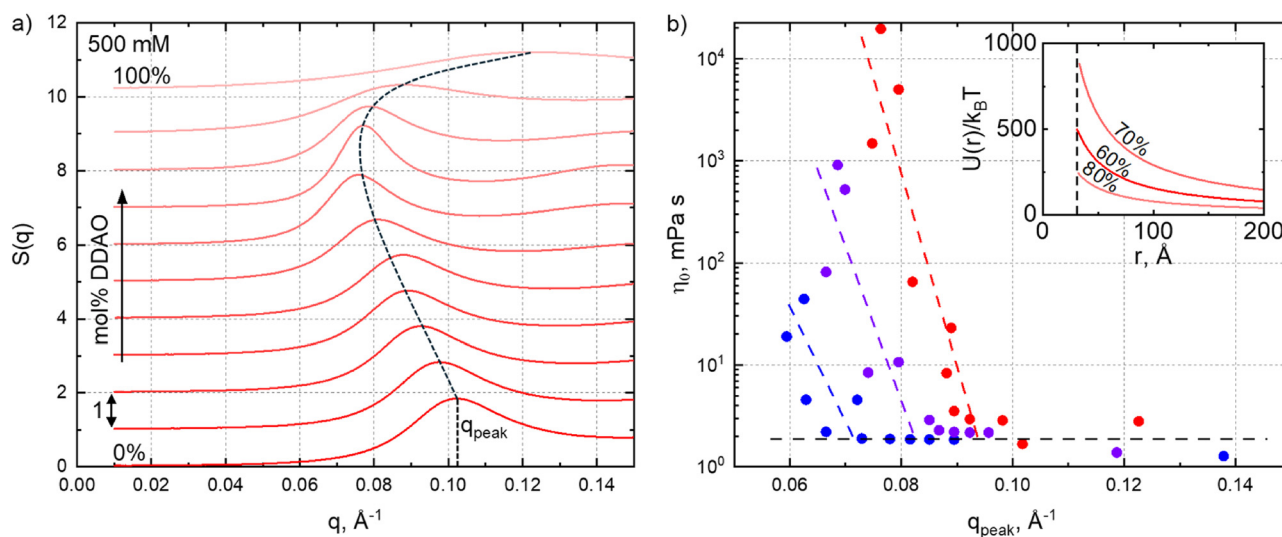 a)
500 mM
100%
mol% DDAO
1
0%
q_peak
S(q)
12
10
8
6
4
2
0
0.00 0.02 0.04 0.06 0.08 0.10 0.12 0.14
q, Å⁻¹
b)
η₀, mPa s
10⁴
10³
10²
10¹
10⁰
0.06 0.08 0.10 0.12 0.14
q_peak, Å⁻¹
U(r)/k_BT
1000
500
0
70%
60%
80%
0 100 200
r, Å